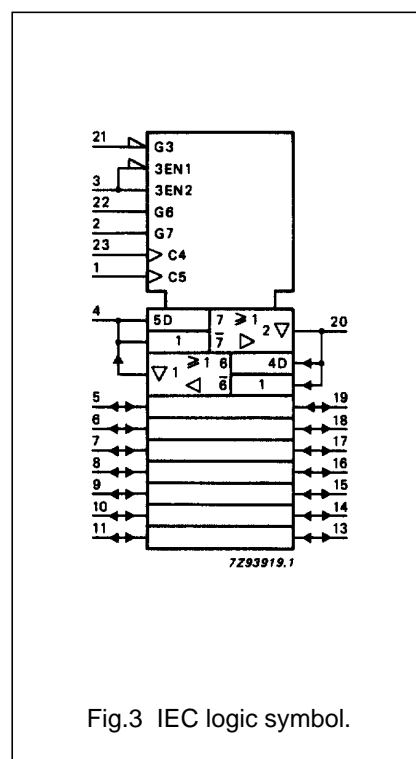 21 G3
3EN1
3 3EN2
22 G6
2 G7
23 C4
1 C5
4 5D 7 ≥1 2 ▽ 20
1 7̅ ▷
▽ 1 ≥1 6 4D
◁ 6̅ 1
5 19
6 18
7 17
8 16
9 15
10 14
11 13
7Z93919.1
Fig.3 IEC logic symbol.